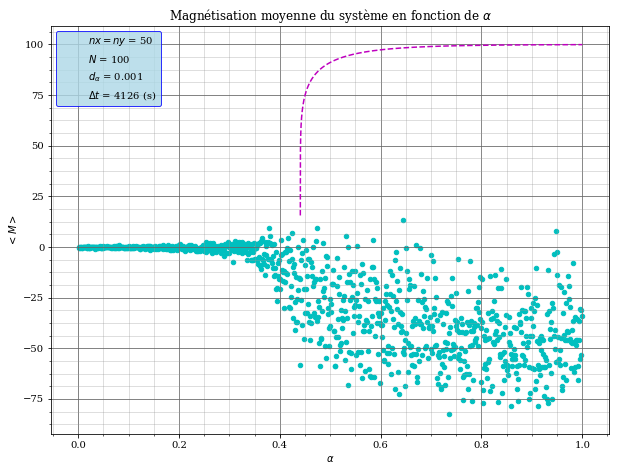 Magnétisation moyenne du système en fonction de α
nx = ny = 50
N = 100
dα = 0.001
Δt = 4126 (s)
100
75
50
25
0
−25
−50
−75
< M >
0.0 0.2 0.4 0.6 0.8 1.0
α